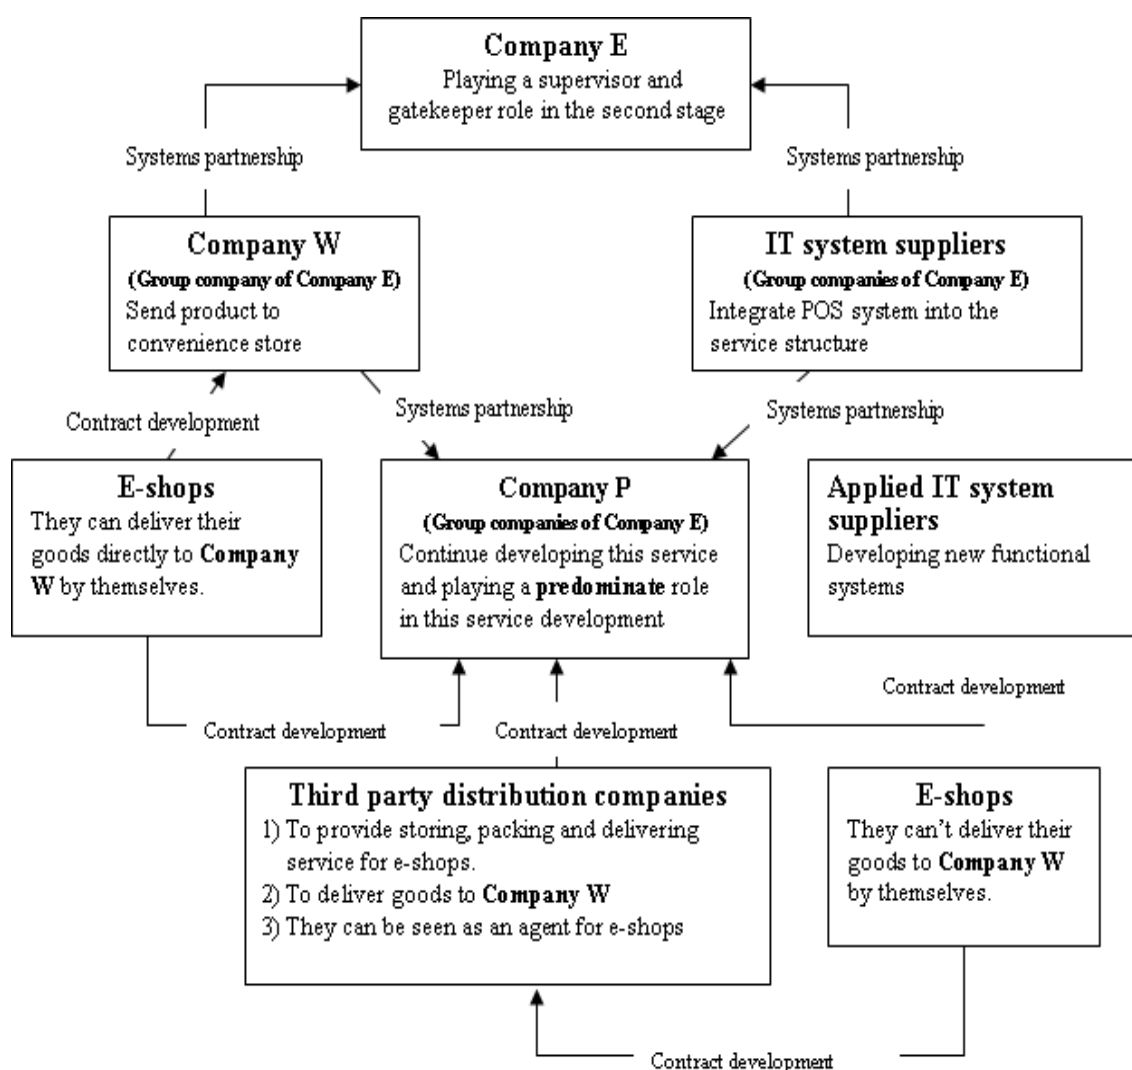 Company E
Playing a supervisor and
gatekeeper role in the second stage
Systems partnership
Systems partnership
Company W
(Group company of Company E)
Send product to
convenience store
IT system suppliers
(Group companies of Company E)
Integrate POS system into the
service structure
Contract development
Systems partnership
Systems partnership
E-shops
They can deliver their
goods directly to Company
W by themselves.
Company P
(Group companies of Company E)
Continue developing this service
and playing a predominate role
in this service development
Applied IT system
suppliers
Developing new functional
systems
Contract development
Contract development
Contract development
Third party distribution companies
1) To provide storing, packing and delivering
service for e-shops.
2) To deliver goods to Company W
3) They can be seen as an agent for e-shops
E-shops
They can't deliver their
goods to Company W
by themselves.
Contract development